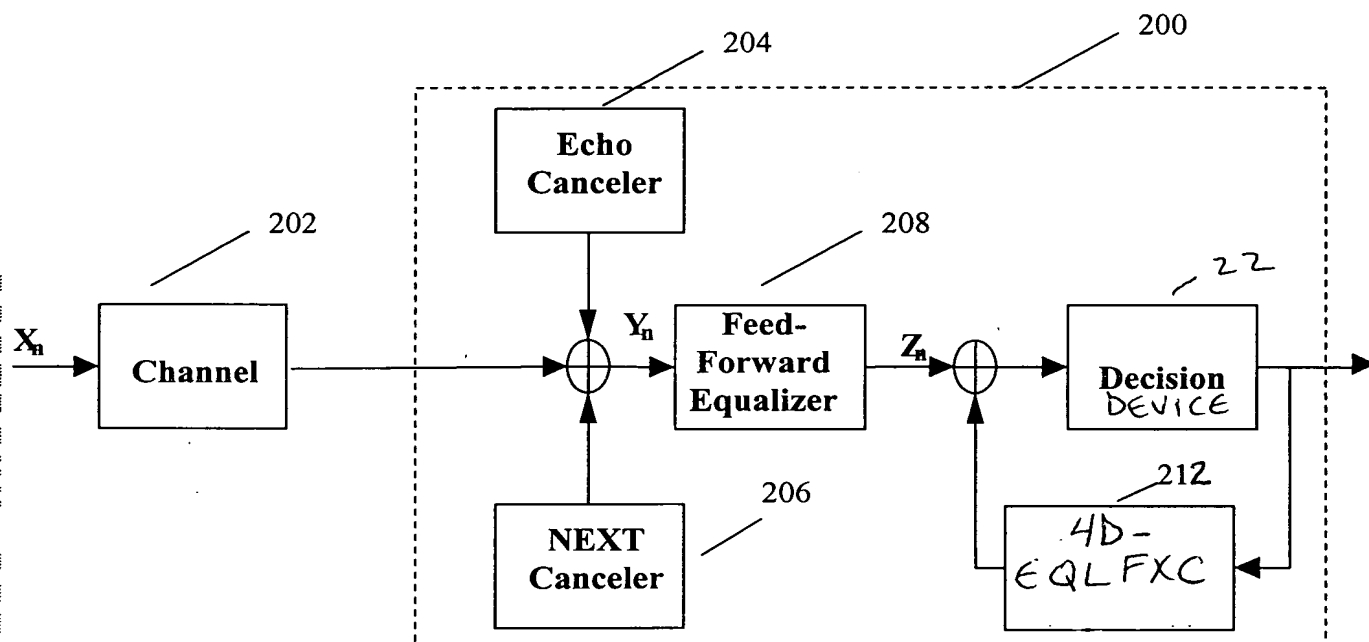 200
204
Echo
Canceler
202
208
22
Xn
Channel
Yn
Feed-
Forward
Equalizer
Zn
Decision
DEVICE
206
NEXT
Canceler
212
4D-
EQLFXC